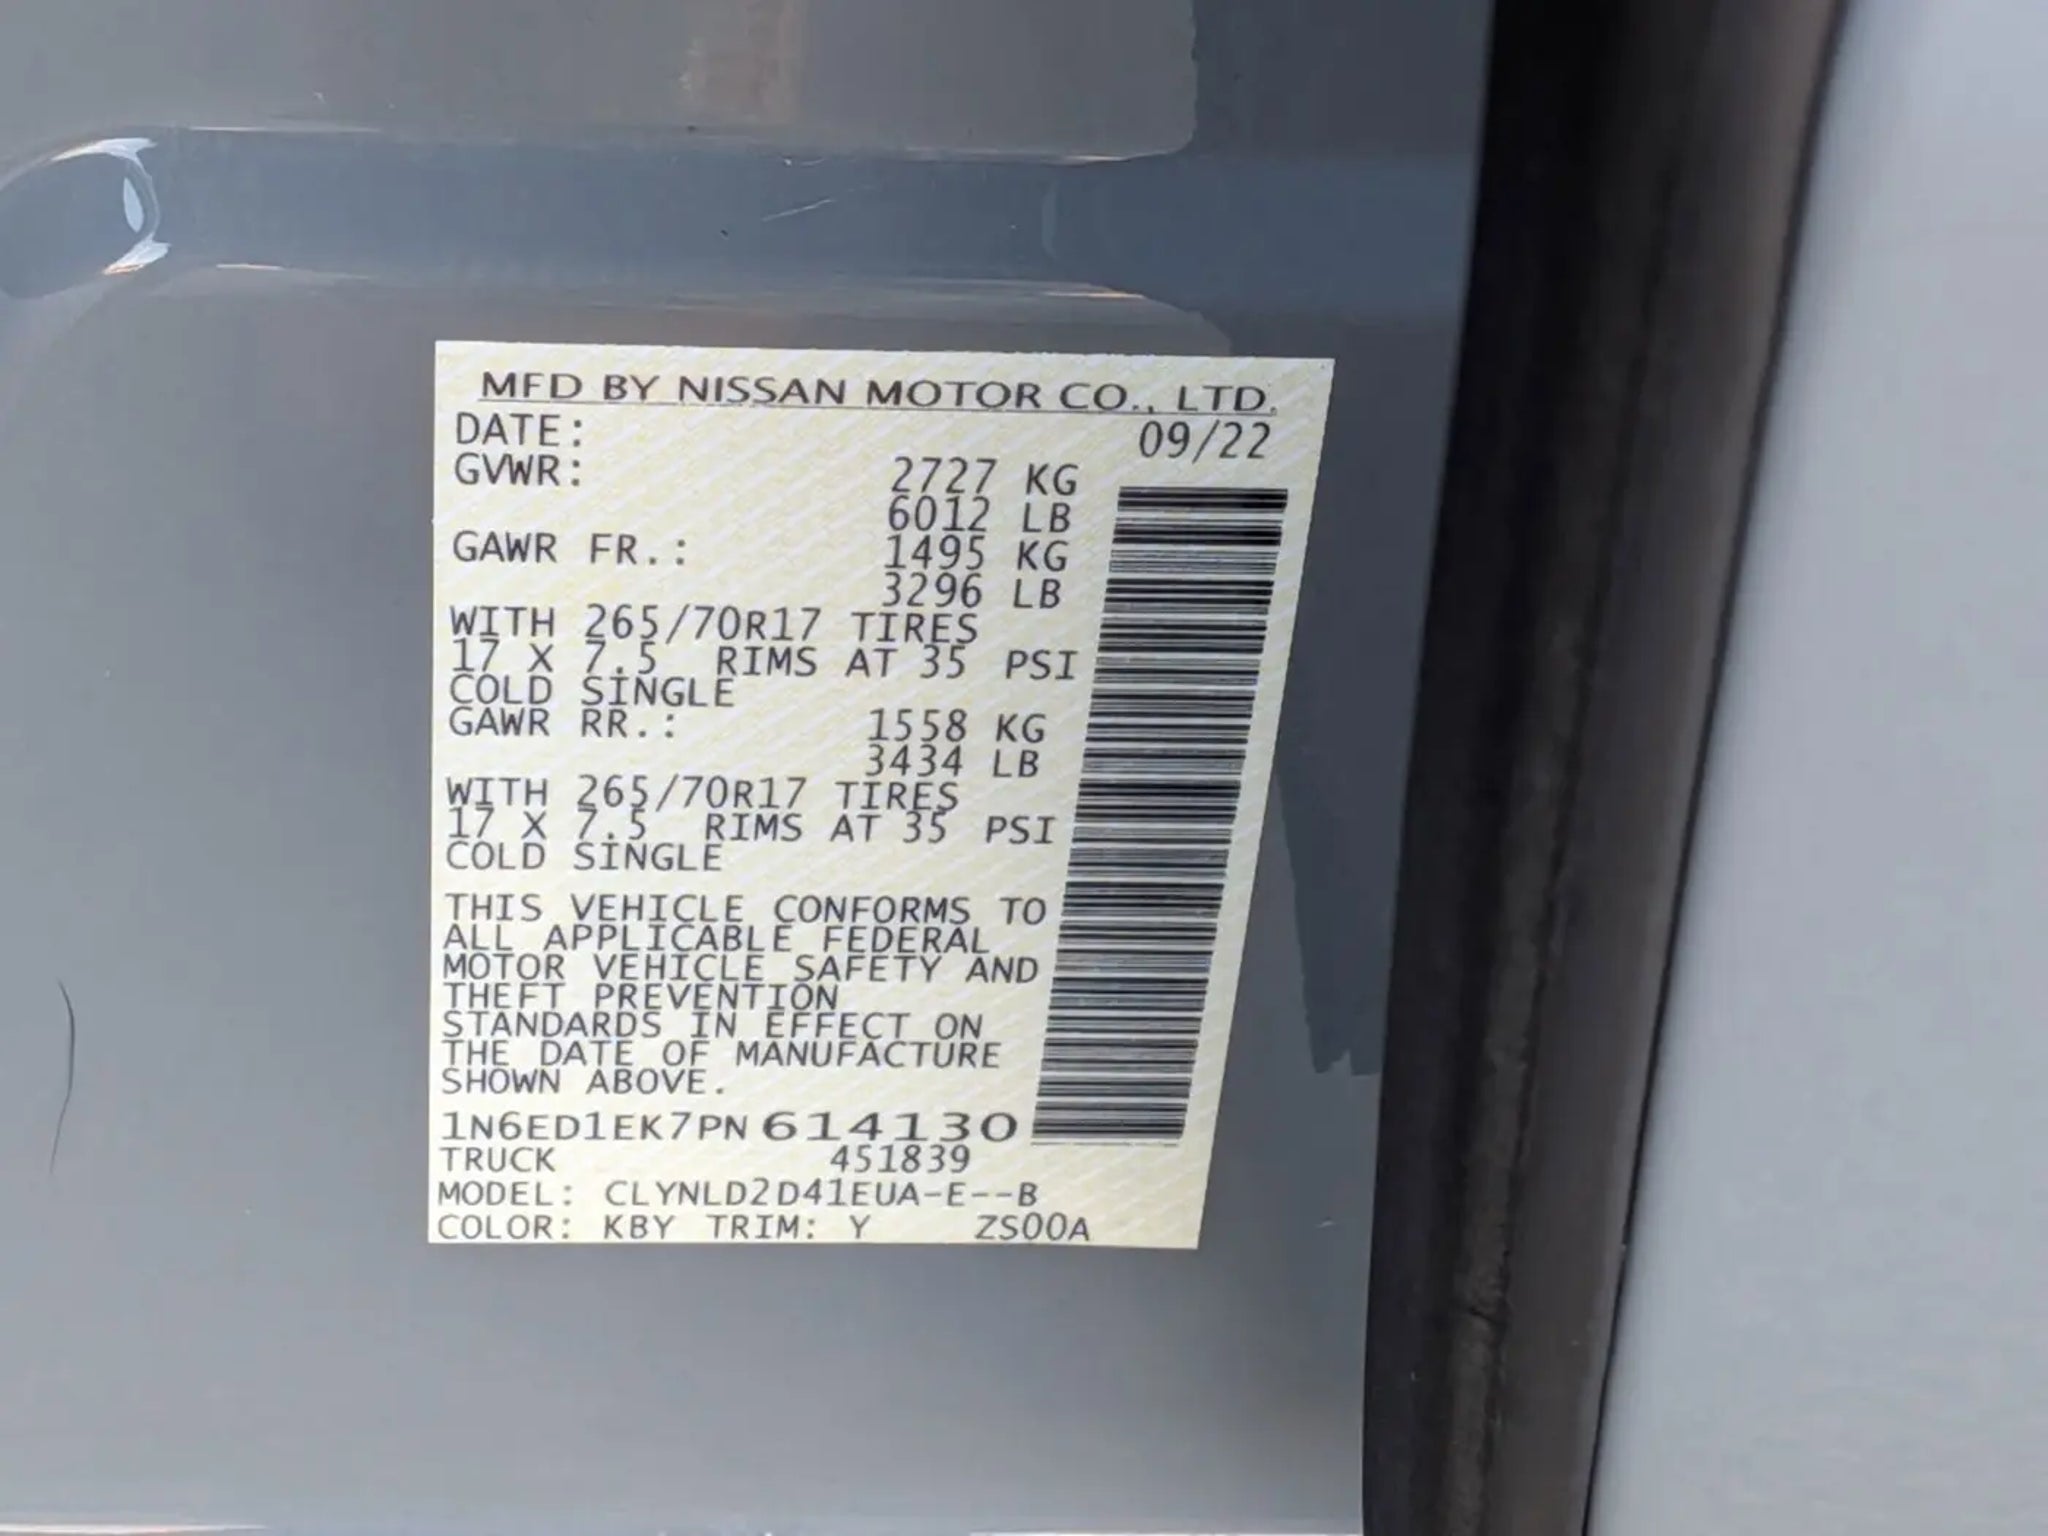 MFD BY NISSAN MOTOR CO., LTD.
DATE: 09/22
GVWR: 2727 KG
6012 LB
GAWR FR.: 1495 KG
3296 LB
WITH 265/70R17 TIRES
17 X 7.5 RIMS AT 35 PSI
COLD SINGLE
GAWR RR.: 1558 KG
3434 LB
WITH 265/70R17 TIRES
17 X 7.5 RIMS AT 35 PSI
COLD SINGLE
THIS VEHICLE CONFORMS TO
ALL APPLICABLE FEDERAL
MOTOR VEHICLE SAFETY AND
THEFT PREVENTION
STANDARDS IN EFFECT ON
THE DATE OF MANUFACTURE
SHOWN ABOVE.
1N6ED1EK7PN614130
TRUCK 451839
MODEL: CLYNLD2D41EUA-E--B
COLOR: KBY TRIM: Y ZS00A